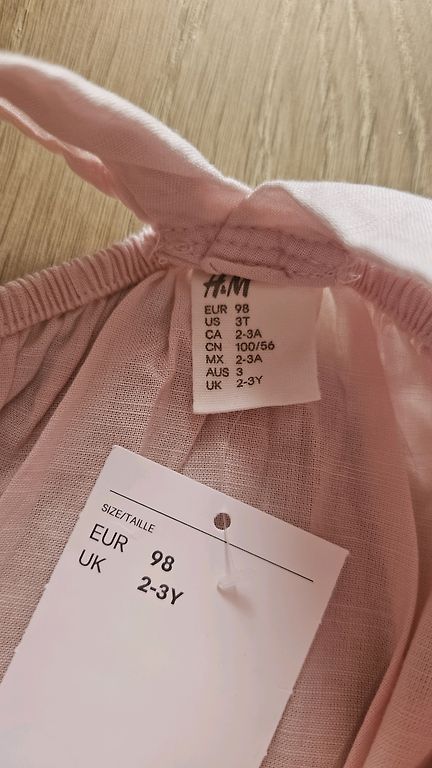 H&M
EUR 98
US 3T
CA 2-3A
CN 100/56
MX 2-3A
AUS 3
UK 2-3Y
SIZE/TAILLE
EUR 98
UK 2-3Y